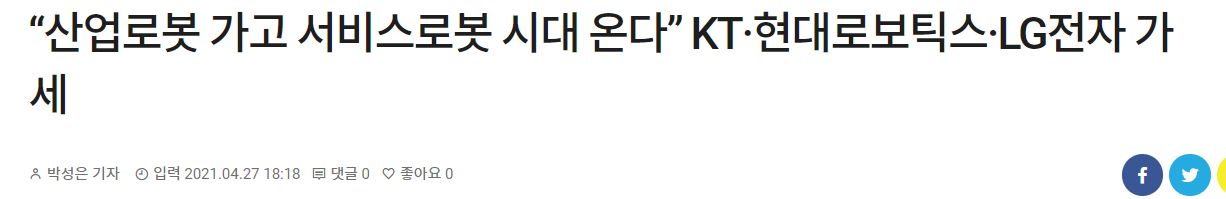 “산업로봇 가고 서비스로봇 시대 온다” KT·현대로보틱스·LG전자 가
세
박성은 기자 입력 2021.04.27 18:18 댓글 0 좋아요 0